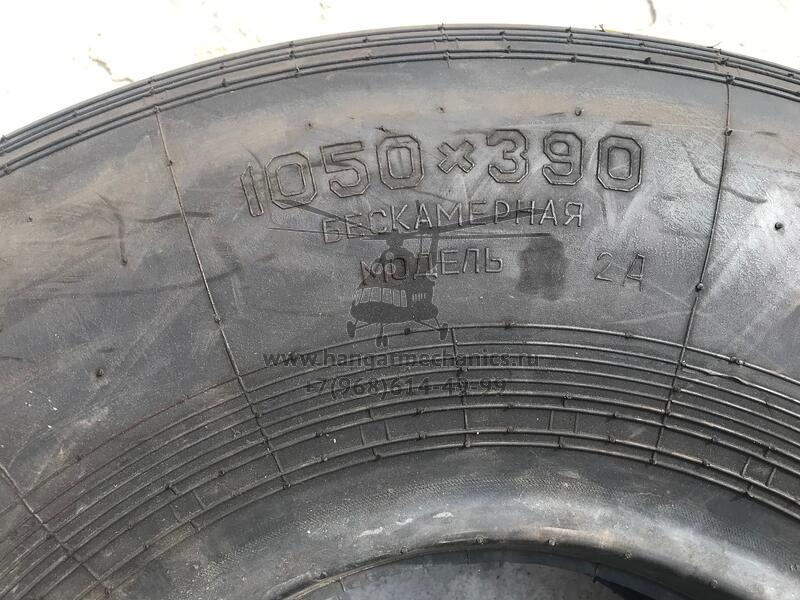 1050×390
БЕСКАМЕРНАЯ
МОДЕЛЬ 2А
www.hangarmechanics.ru
+7(968)614-49-99